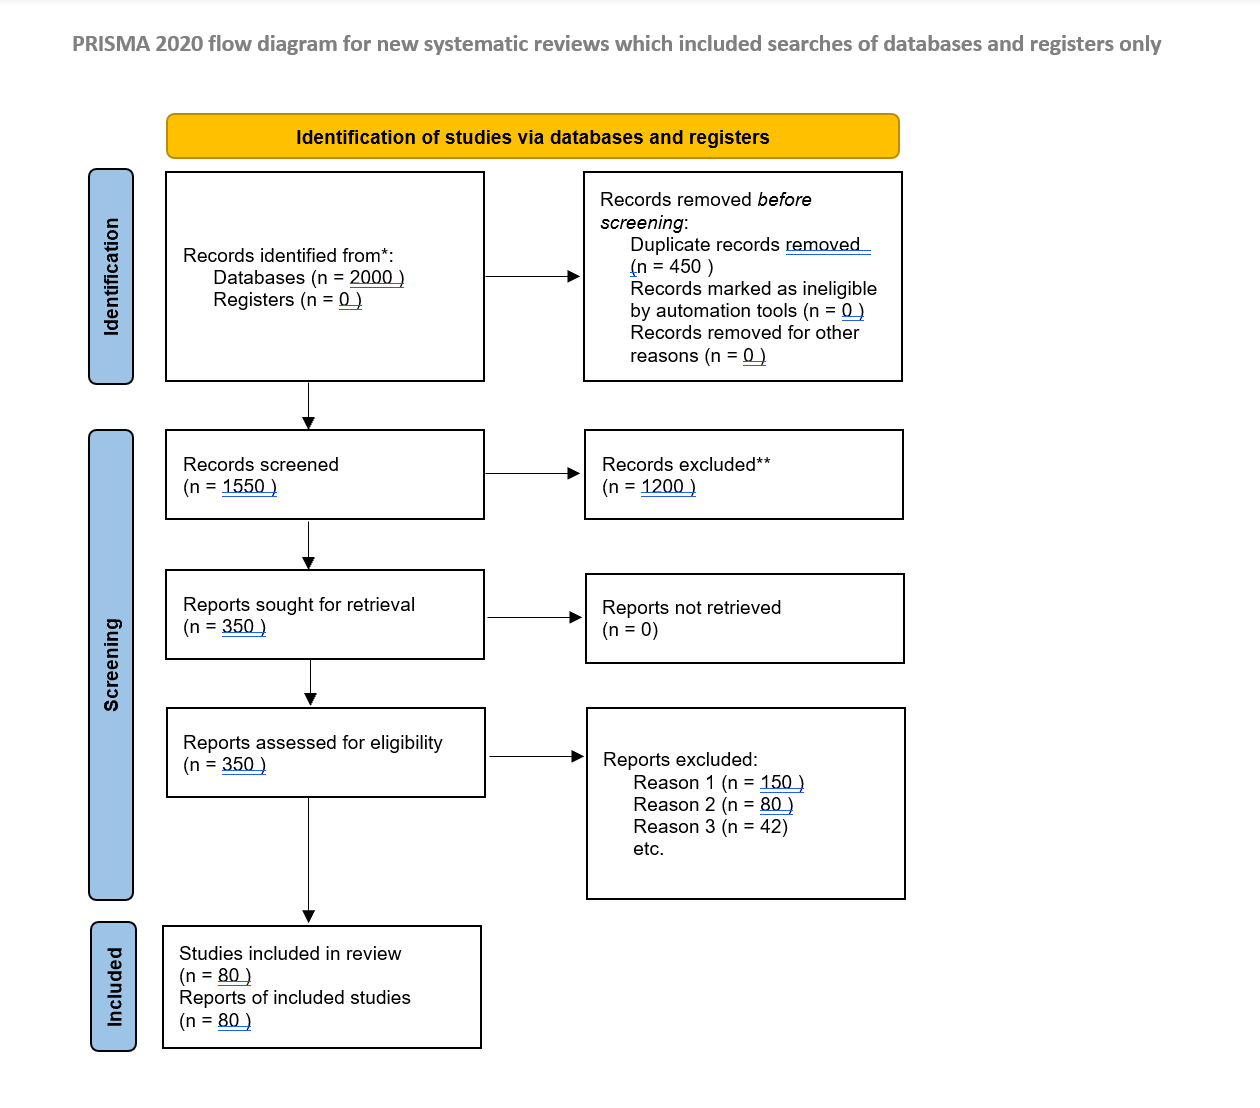 PRISMA 2020 flow diagram for new systematic reviews which included searches of databases and registers only
Identification of studies via databases and registers
Identification
Records identified from*:
Databases (n = 2000 )
Registers (n = 0 )
Records removed before
screening:
Duplicate records removed
(n = 450 )
Records marked as ineligible
by automation tools (n = 0 )
Records removed for other
reasons (n = 0 )
Screening
Records screened
(n = 1550 )
Records excluded**
(n = 1200 )
Reports sought for retrieval
(n = 350 )
Reports not retrieved
(n = 0)
Reports assessed for eligibility
(n = 350 )
Reports excluded:
Reason 1 (n = 150 )
Reason 2 (n = 80 )
Reason 3 (n = 42)
etc.
Included
Studies included in review
(n = 80 )
Reports of included studies
(n = 80 )